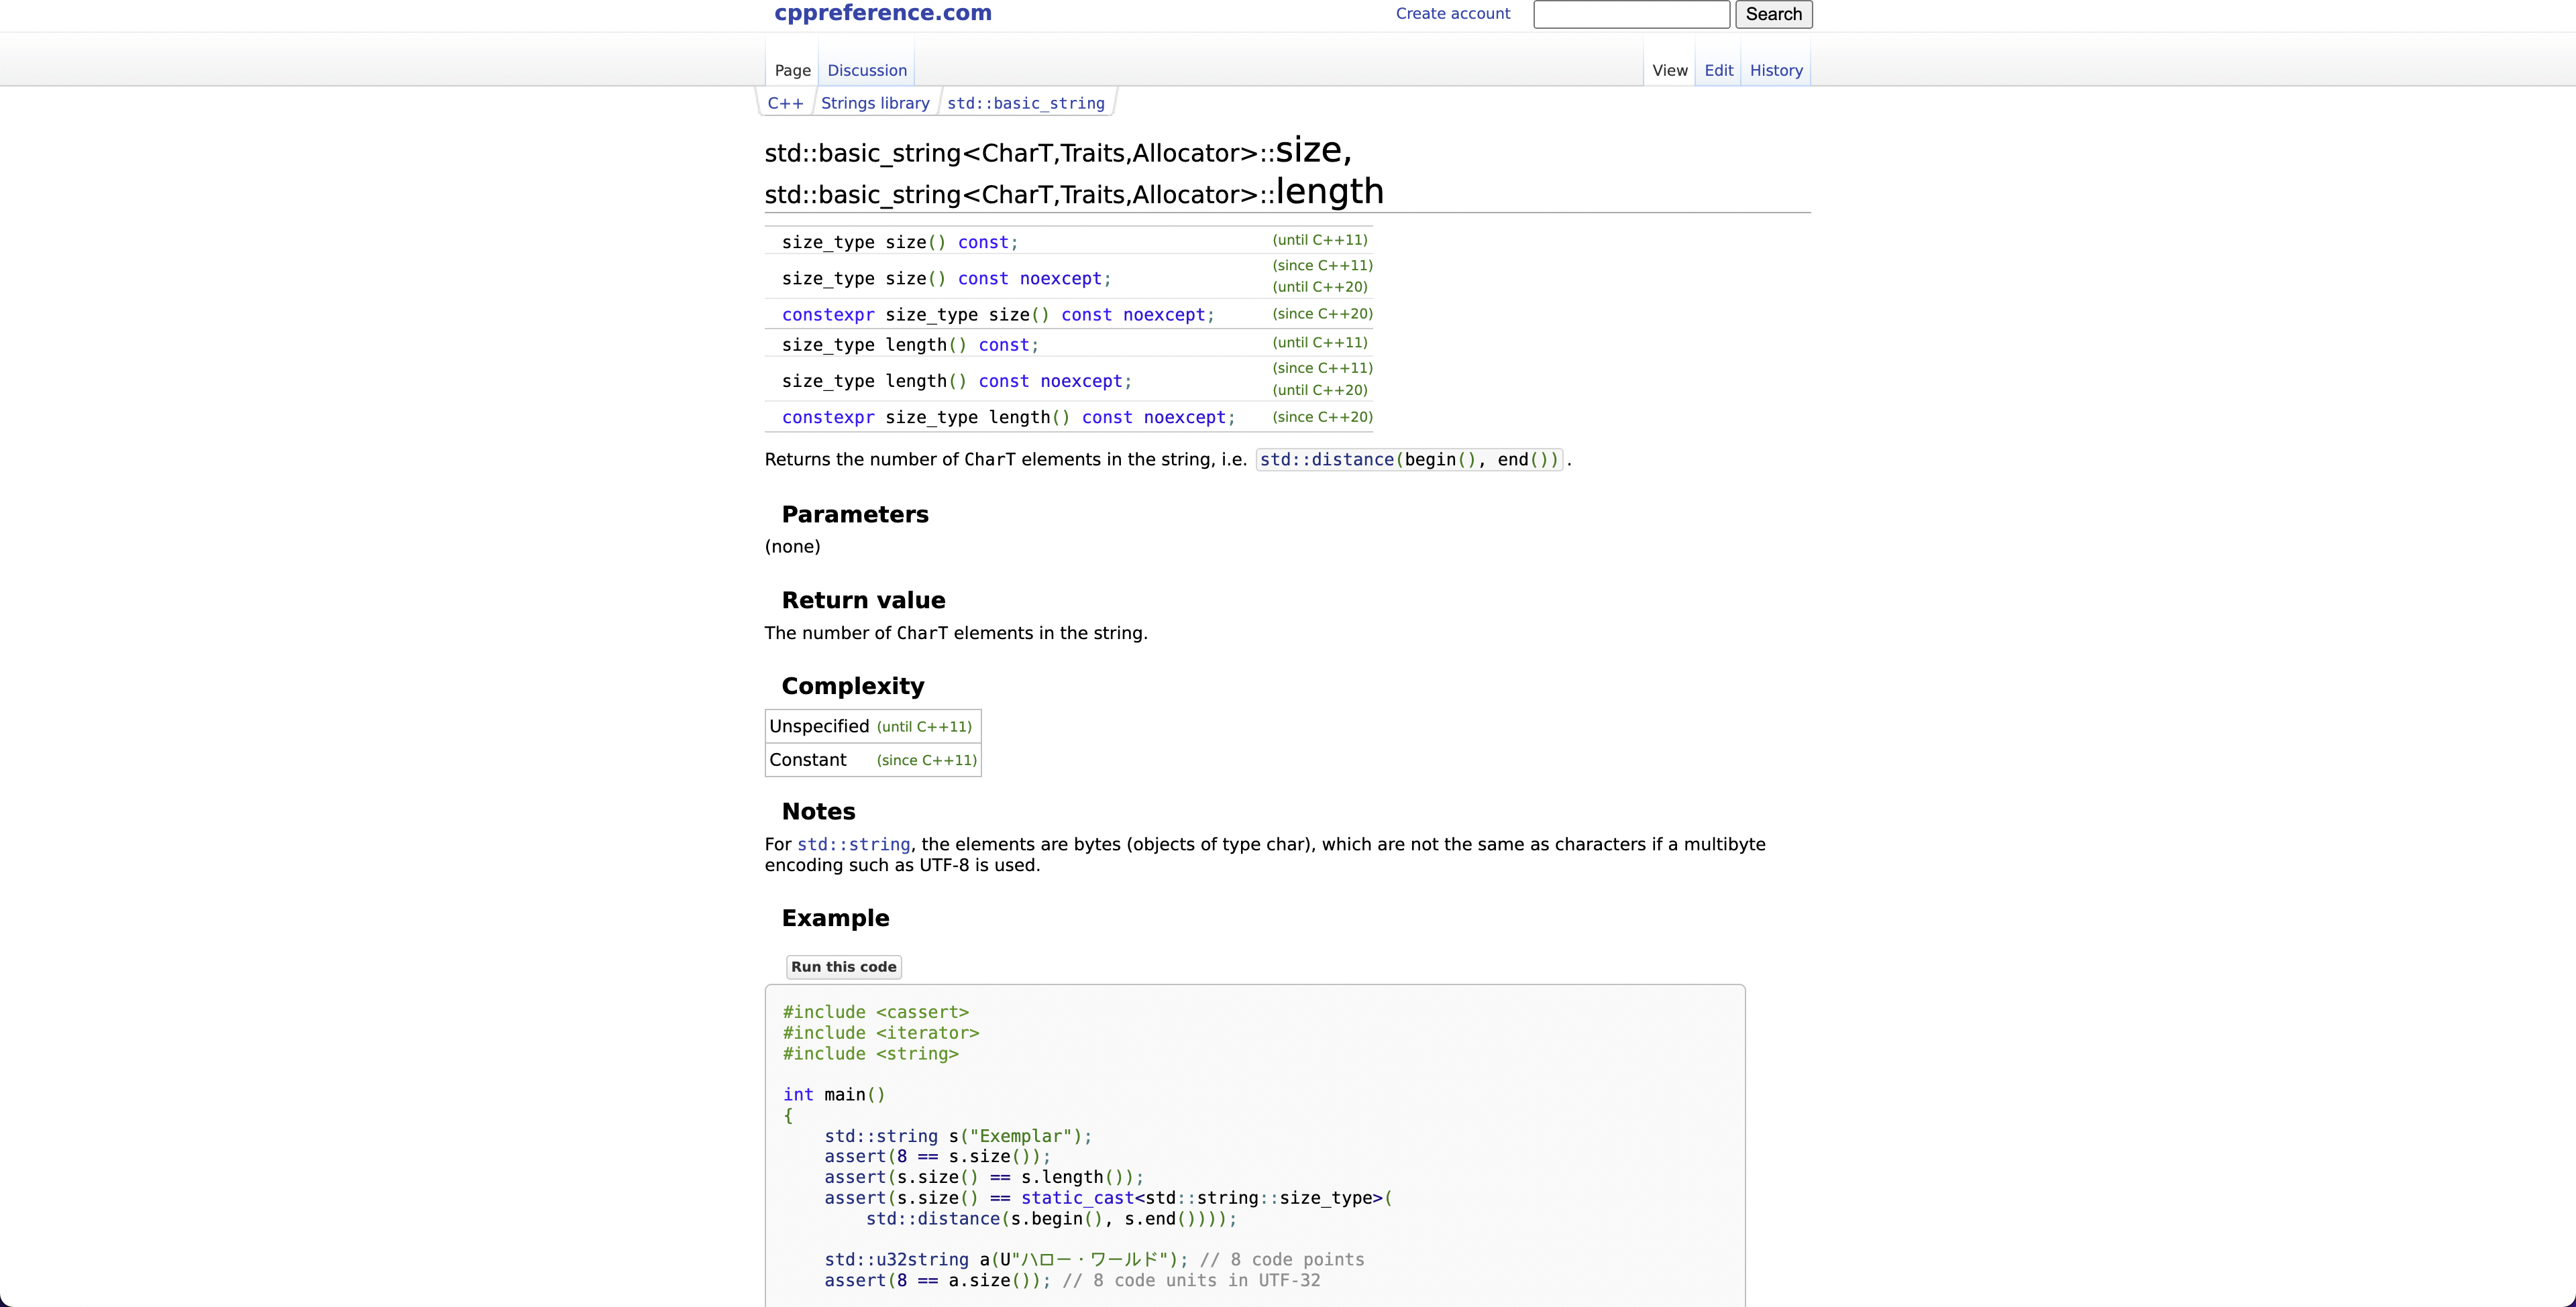 cppreference.com
Create account
Search
Page
Discussion
View
Edit
History
C++
Strings library
std::basic_string
std::basic_string<CharT,Traits,Allocator>::size,
std::basic_string<CharT,Traits,Allocator>::length
size_type size() const; (until C++11)
size_type size() const noexcept; (since C++11)
(until C++20)
constexpr size_type size() const noexcept; (since C++20)
size_type length() const; (until C++11)
size_type length() const noexcept; (since C++11)
(until C++20)
constexpr size_type length() const noexcept; (since C++20)
Returns the number of CharT elements in the string, i.e. std::distance(begin(), end()).
Parameters
(none)
Return value
The number of CharT elements in the string.
Complexity
Unspecified (until C++11)
Constant (since C++11)
Notes
For std::string, the elements are bytes (objects of type char), which are not the same as characters if a multibyte
encoding such as UTF-8 is used.
Example
Run this code
#include <cassert>
#include <iterator>
#include <string>
int main()
{
std::string s("Exemplar");
assert(8 == s.size());
assert(s.size() == s.length());
assert(s.size() == static_cast<std::string::size_type>(
std::distance(s.begin(), s.end())));
std::u32string a(U"ハロー・ワールド"); // 8 code points
assert(8 == a.size()); // 8 code units in UTF-32